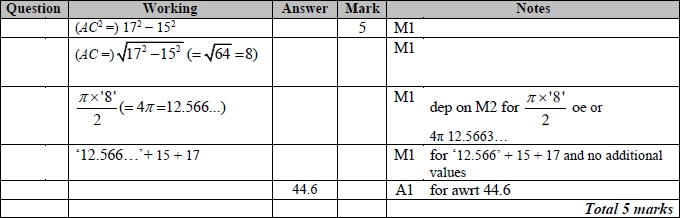 Question Working Answer Mark Notes
(AC² =) 17² – 15² 5 M1
(AC =) √(17² – 15²) (= √64 = 8) M1
π×'8'/2 (= 4π = 12.566...) M1 dep on M2 for π×'8'/2 oe or
4π 12.5663…
‘12.566…’+ 15 + 17 M1 for ‘12.566’ + 15 + 17 and no additional
values
44.6 A1 for awrt 44.6
Total 5 marks